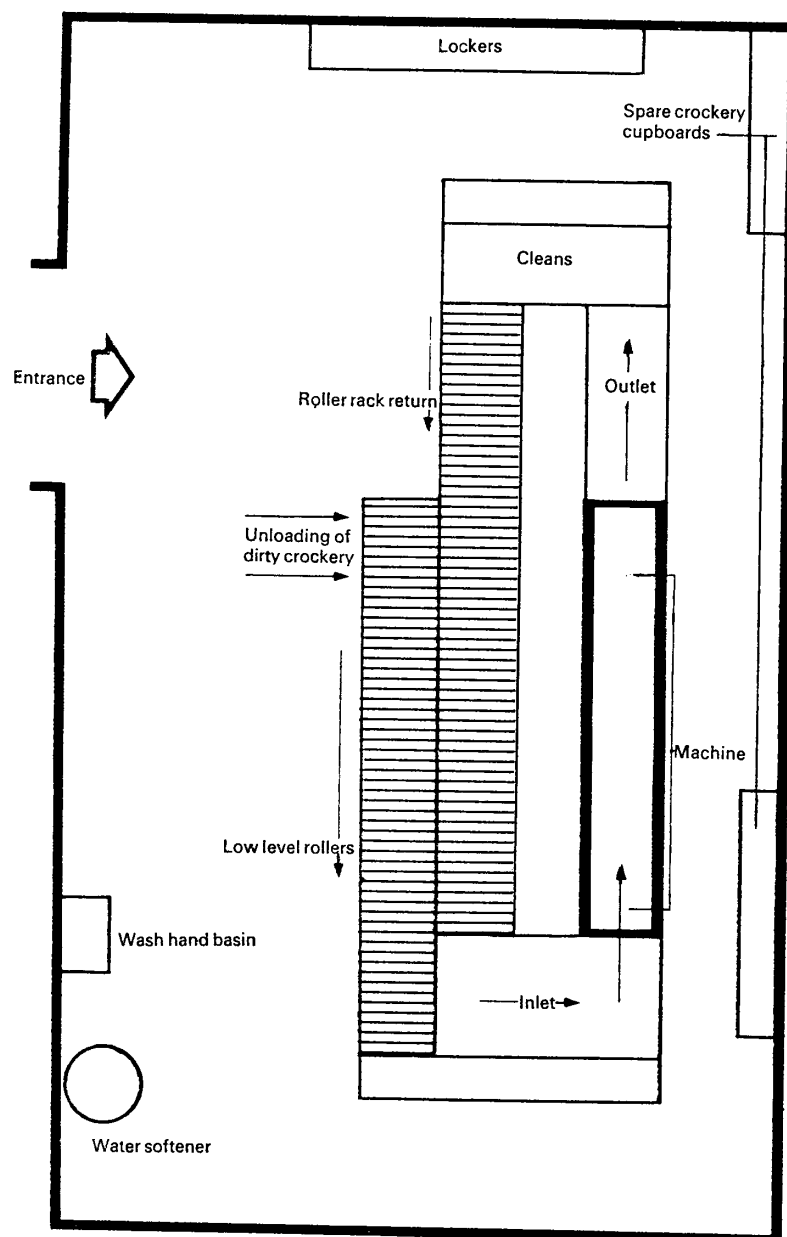 Lockers
Spare crockery
cupboards
Cleans
Entrance
Outlet
Roller rack return
Unloading of
dirty crockery
Machine
Low level rollers
Wash hand basin
Inlet
Water softener